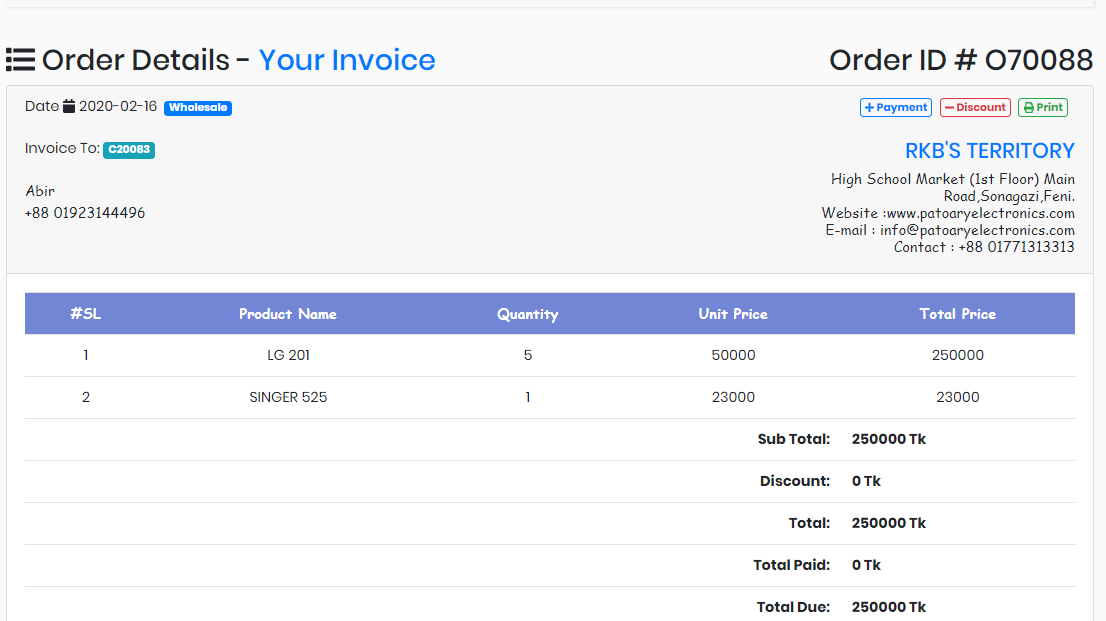 Order Details - Your Invoice
Order ID # O70088
Date 2020-02-16 Wholesale
+ Payment
− Discount
Print
Invoice To: C20083
Abir
+88 01923144496
RKB'S TERRITORY
High School Market (1st Floor) Main
Road,Sonagazi,Feni.
Website :www.patoaryelectronics.com
E-mail : info@patoaryelectronics.com
Contact : +88 01771313313
#SL Product Name Quantity Unit Price Total Price
1 LG 201 5 50000 250000
2 SINGER 525 1 23000 23000
Sub Total: 250000 Tk
Discount: 0 Tk
Total: 250000 Tk
Total Paid: 0 Tk
Total Due: 250000 Tk